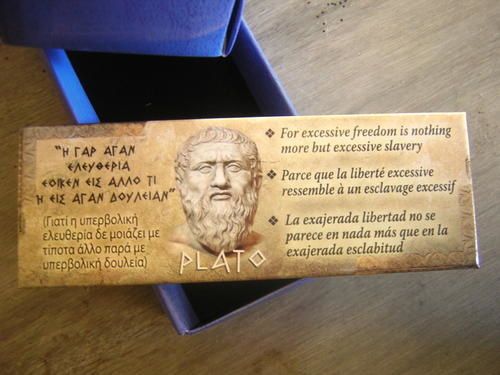 "Η ΓΑΡ ΑΓΑΝ
ΕΛΕΥΘΕΡΙΑ
ΕΟΙΚΕΝ ΕΙΣ ΑΛΛΟ ΤΙ
Η ΕΙΣ ΑΓΑΝ ΔΟΥΛΕΙΑΝ"
(Γιατί η υπερβολική
ελευθερία δε μοιάζει με
τίποτα άλλο παρά με
υπερβολική δουλεία)
PLATO
❖ For excessive freedom is nothing
more but excessive slavery
❖ Parce que la liberté excessive
ressemble à un esclavage excessif
❖ La exajerada libertad no se
parece en nada más que en la
exajerada esclabitud